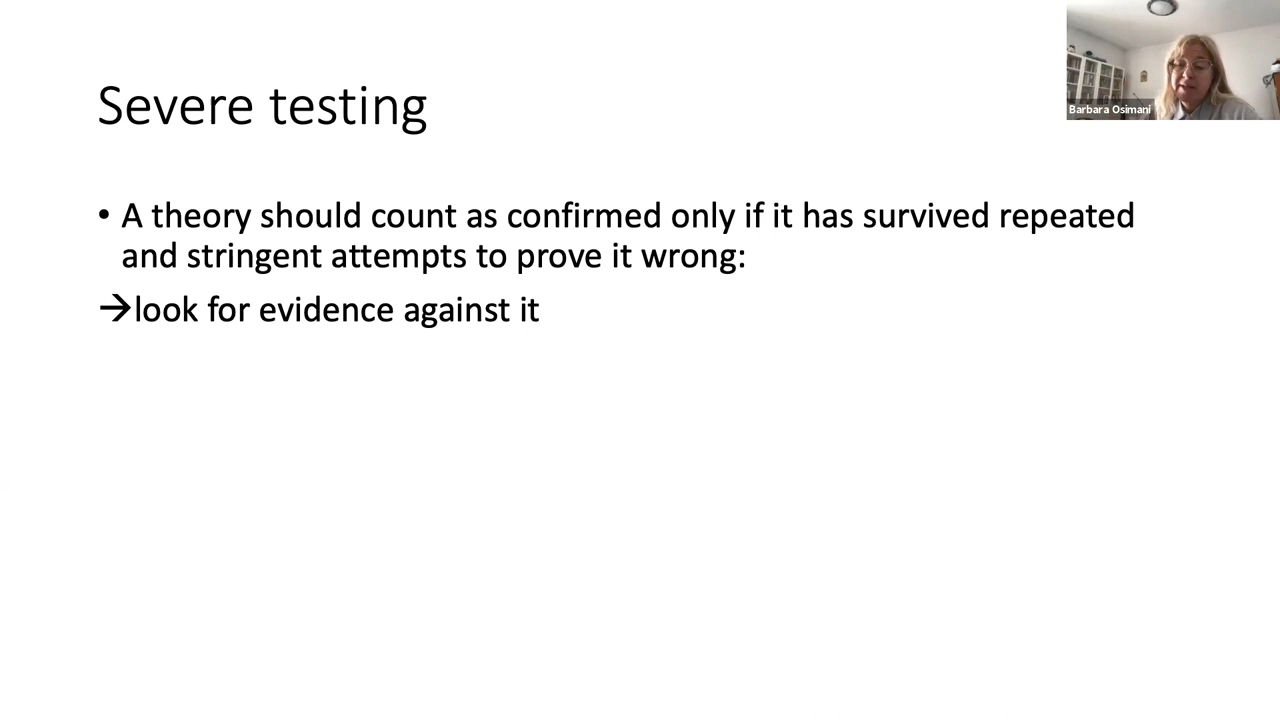 Barbara Osimani
Severe testing
• A theory should count as confirmed only if it has survived repeated
and stringent attempts to prove it wrong:
→look for evidence against it